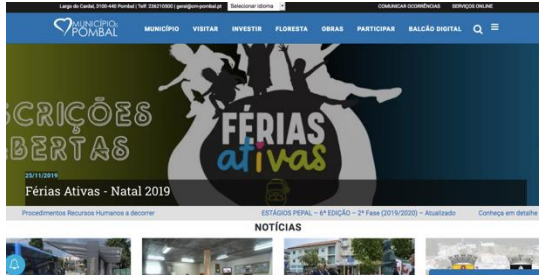 Largo do Cardal, 3100-440 Pombal | Telf: 236210500 | geral@cm-pombal.pt Selecionar idioma COMUNICAR OCORRÊNCIAS SERVIÇOS ONLINE
MUNICÍPIO
POMBAL
MUNICÍPIO VISITAR INVESTIR FLORESTA OBRAS PARTICIPAR BALCÃO DIGITAL
SCRIÇÕES
BERTAS
FÉRIAS
ativas
25/11/2019
Férias Ativas - Natal 2019
Procedimentos Recursos Humanos a decorrer ESTÁGIOS PEPAL – 6ª EDIÇÃO – 2ª Fase (2019/2020) – Atualizado Conheça em detalhe
NOTÍCIAS